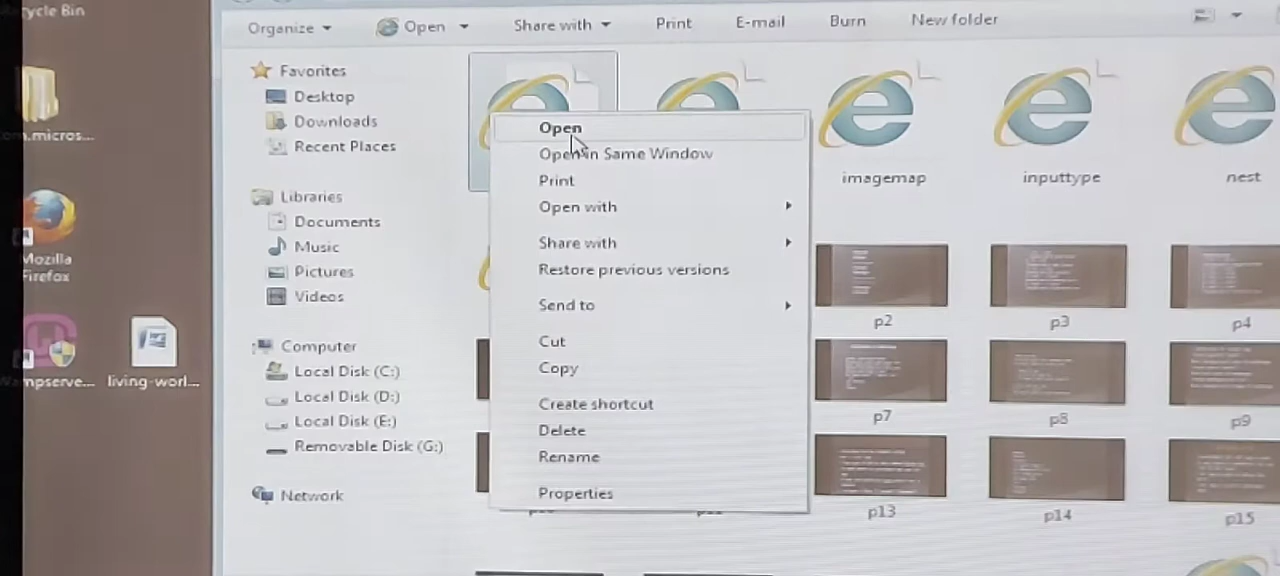 cycle Bin
Organize
Open
Share with
Print
E-mail
Burn
New folder
Favorites
Desktop
Downloads
Recent Places
Libraries
Documents
Music
Pictures
Videos
Computer
Local Disk (C:)
Local Disk (D:)
Local Disk (E:)
Removable Disk (G:)
Network
om.micros...
Mozilla
Firefox
mpserve...
living-worl...
Open
Open in Same Window
Print
Open with
Share with
Restore previous versions
Send to
Cut
Copy
Create shortcut
Delete
Rename
Properties
imagemap
inputtype
nest
p2
p3
p4
p7
p8
p9
p13
p14
p15